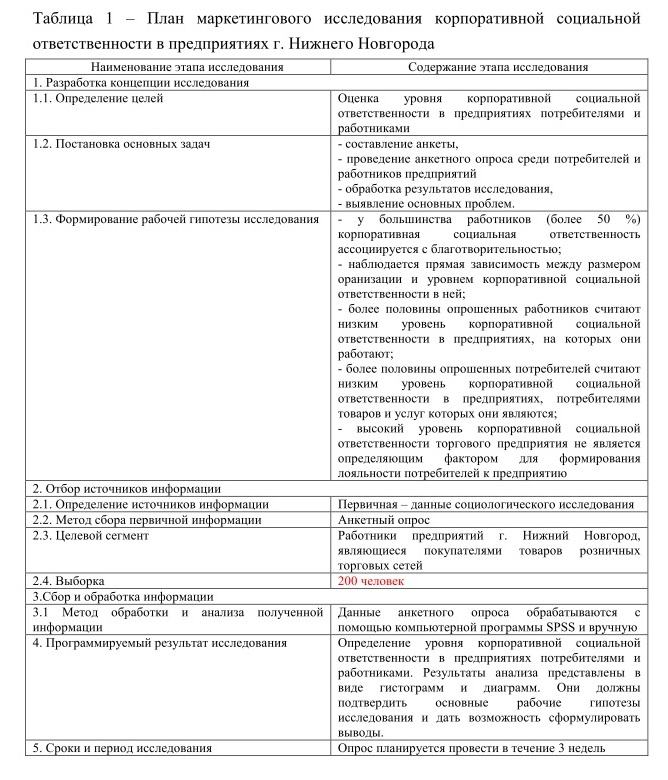 Таблица 1 – План маркетингового исследования корпоративной социальной
ответственности в предприятиях г. Нижнего Новгорода
Наименование этапа исследования
Содержание этапа исследования
1. Разработка концепции исследования
1.1. Определение целей
Оценка уровня корпоративной социальной
ответственности в предприятиях потребителями и
работниками
1.2. Постановка основных задач
- составление анкеты,
- проведение анкетного опроса среди потребителей и
работников предприятий
- обработка результатов исследования,
- выявление основных проблем.
1.3. Формирование рабочей гипотезы исследования
- у большинства работников (более 50 %)
корпоративная социальная ответственность
ассоциируется с благотворительностью;
- наблюдается прямая зависимость между размером
оранизации и уровнем корпоративной социальной
ответственности в ней;
- более половины опрошенных работников считают
низким уровень корпоративной социальной
ответственности в предприятиях, на которых они
работают;
- более половины опрошенных потребителей считают
низким уровень корпоративной социальной
ответственности в предприятиях, потребителями
товаров и услуг которых они являются;
- высокий уровень корпоративной социальной
ответственности торгового предприятия не является
определяющим фактором для формирования
лояльности потребителей к предприятию
2. Отбор источников информации
2.1. Определение источников информации
Первичная – данные социологического исследования
2.2. Метод сбора первичной информации
Анкетный опрос
2.3. Целевой сегмент
Работники предприятий г. Нижний Новгород,
являющиеся покупателями товаров розничных
торговых сетей
2.4. Выборка
200 человек
3.Сбор и обработка информации
3.1 Метод обработки и анализа полученной
информации
Данные анкетного опроса обрабатываются с
помощью компьютерной программы SPSS и вручную
4. Программируемый результат исследования
Определение уровня корпоративной социальной
ответственности в предприятиях потребителями и
работниками. Результаты анализа представлены в
виде гистограмм и диаграмм. Они должны
подтвердить основные рабочие гипотезы
исследования и дать возможность сформулировать
выводы.
5. Сроки и период исследования
Опрос планируется провести в течение 3 недель